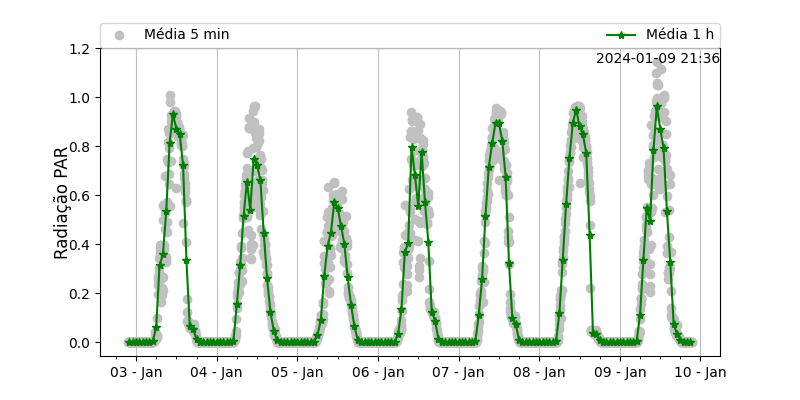 Média 5 min
Média 1 h
2024-01-09 21:36
Radiação PAR
1.2
1.0
0.8
0.6
0.4
0.2
0.0
03 - Jan
04 - Jan
05 - Jan
06 - Jan
07 - Jan
08 - Jan
09 - Jan
10 - Jan